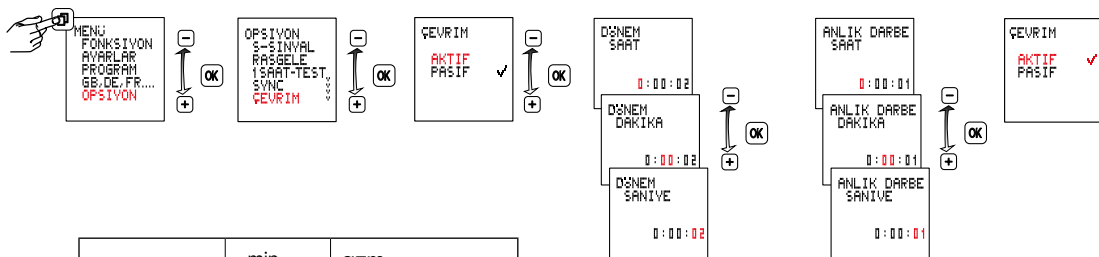 MENÜ
FONKSIYON
AYARLAR
PROGRAM
GB,DE,FR....
OPSIYON
OK
OPSIYON
S-SINYAL
RASGELE
1SAAT-TEST
SYNC
ÇEVRIM
OK
ÇEVRIM
AKTIF
PASIF
OK
DÖNEM
SAAT
0:00:02
DÖNEM
DAKIKA
0:00:02
DÖNEM
SANIYE
0:00:02
OK
ANLIK DARBE
SAAT
0:00:01
ANLIK DARBE
DAKIKA
0:00:01
ANLIK DARBE
SANIYE
0:00:01
OK
ÇEVRIM
AKTIF
PASIF